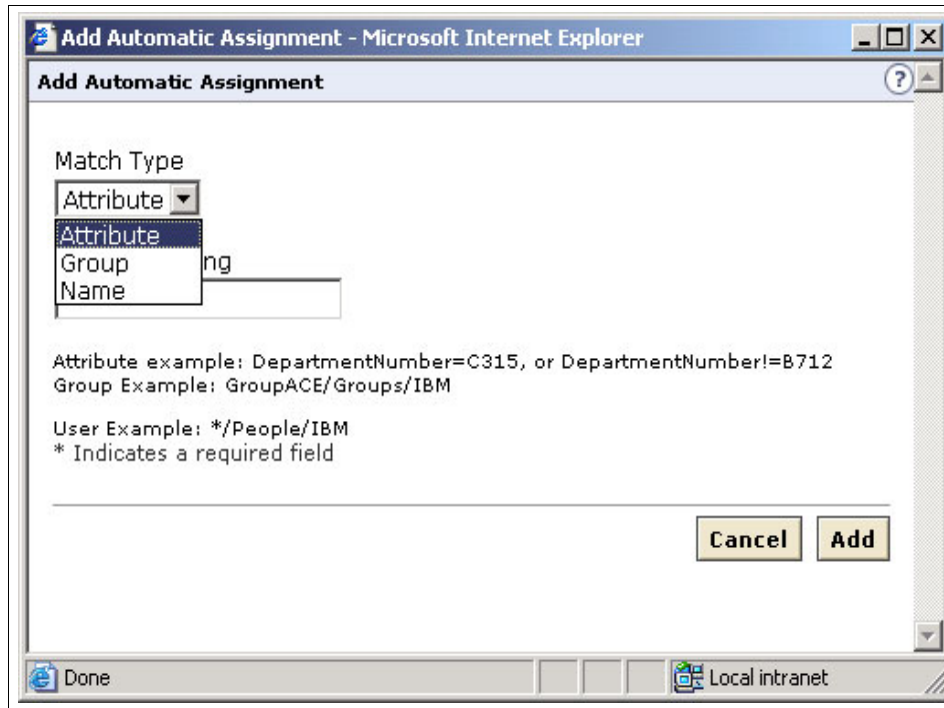 Add Automatic Assignment - Microsoft Internet Explorer
Add Automatic Assignment
?
Match Type
Attribute
Attribute
Group
Name
Attribute example: DepartmentNumber=C315, or DepartmentNumber!=B712
Group Example: GroupACE/Groups/IBM
User Example: */People/IBM
* Indicates a required field
Cancel Add
Done Local intranet